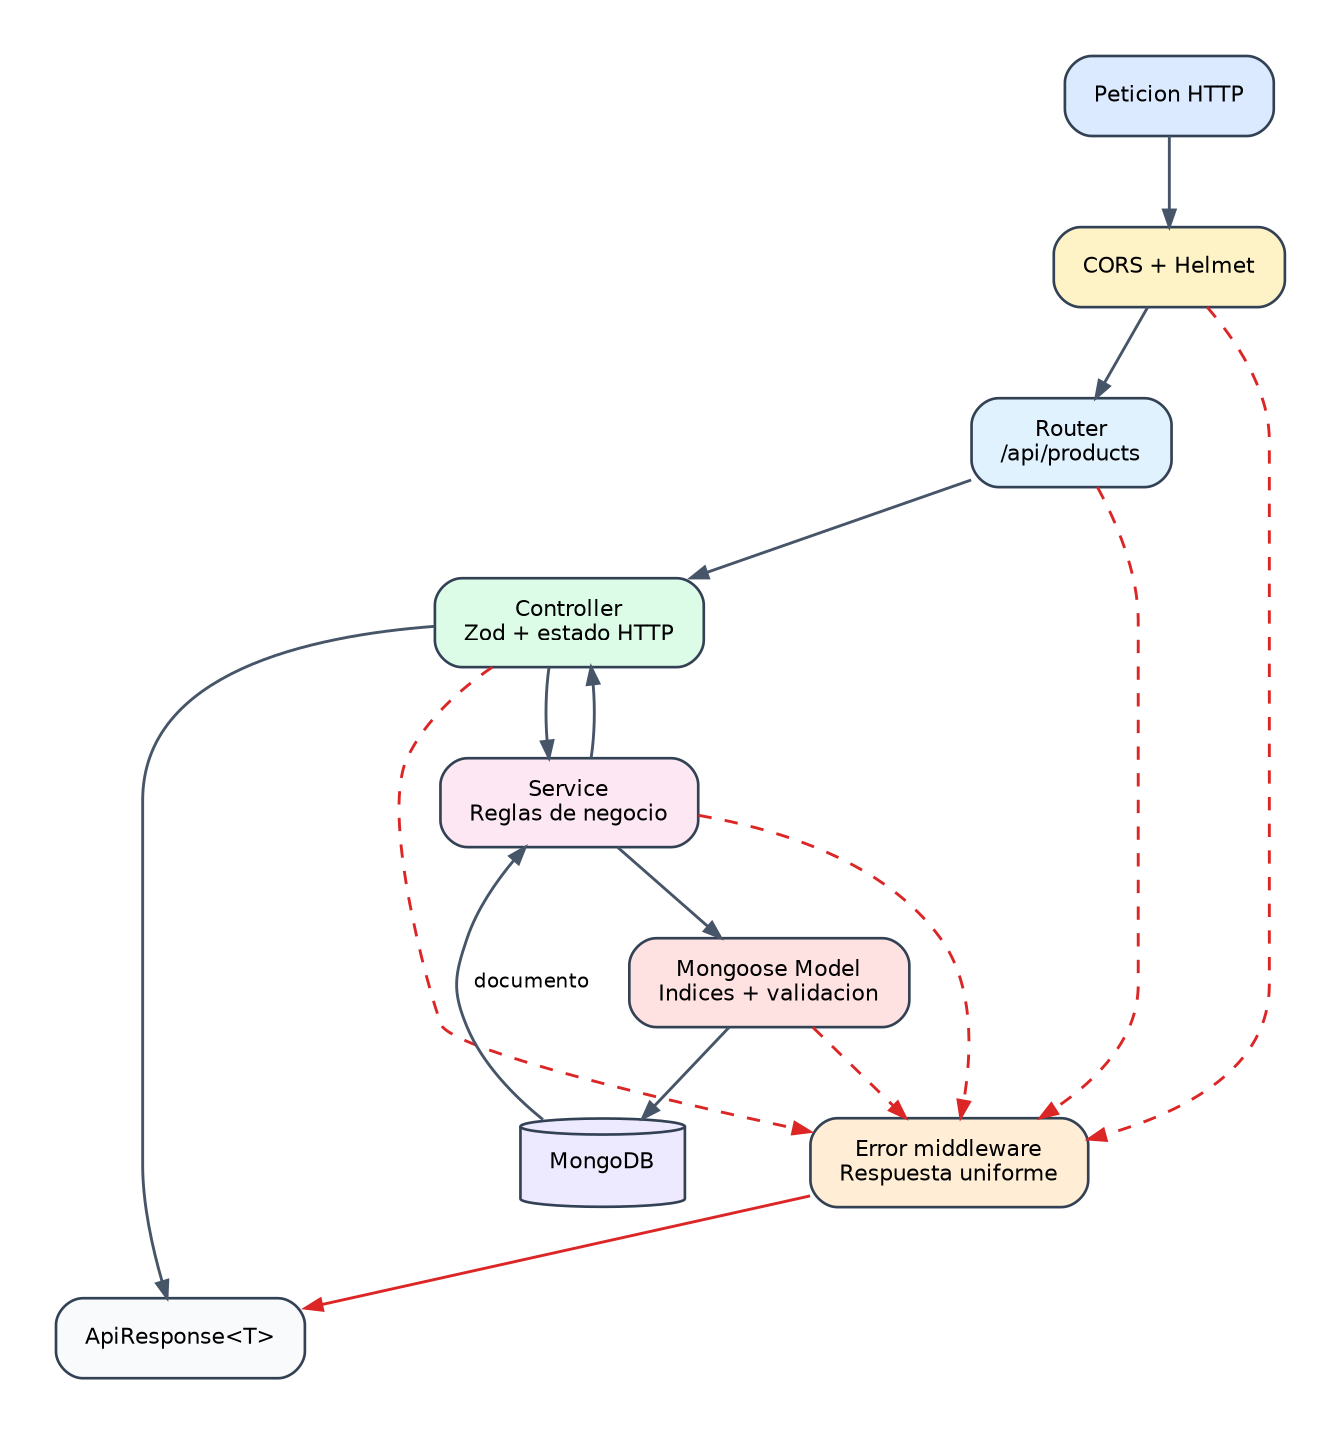 Peticion HTTP
CORS + Helmet
Router
/api/products
Controller
Zod + estado HTTP
Service
Reglas de negocio
documento
Mongoose Model
Indices + validacion
MongoDB
Error middleware
Respuesta uniforme
ApiResponse<T>